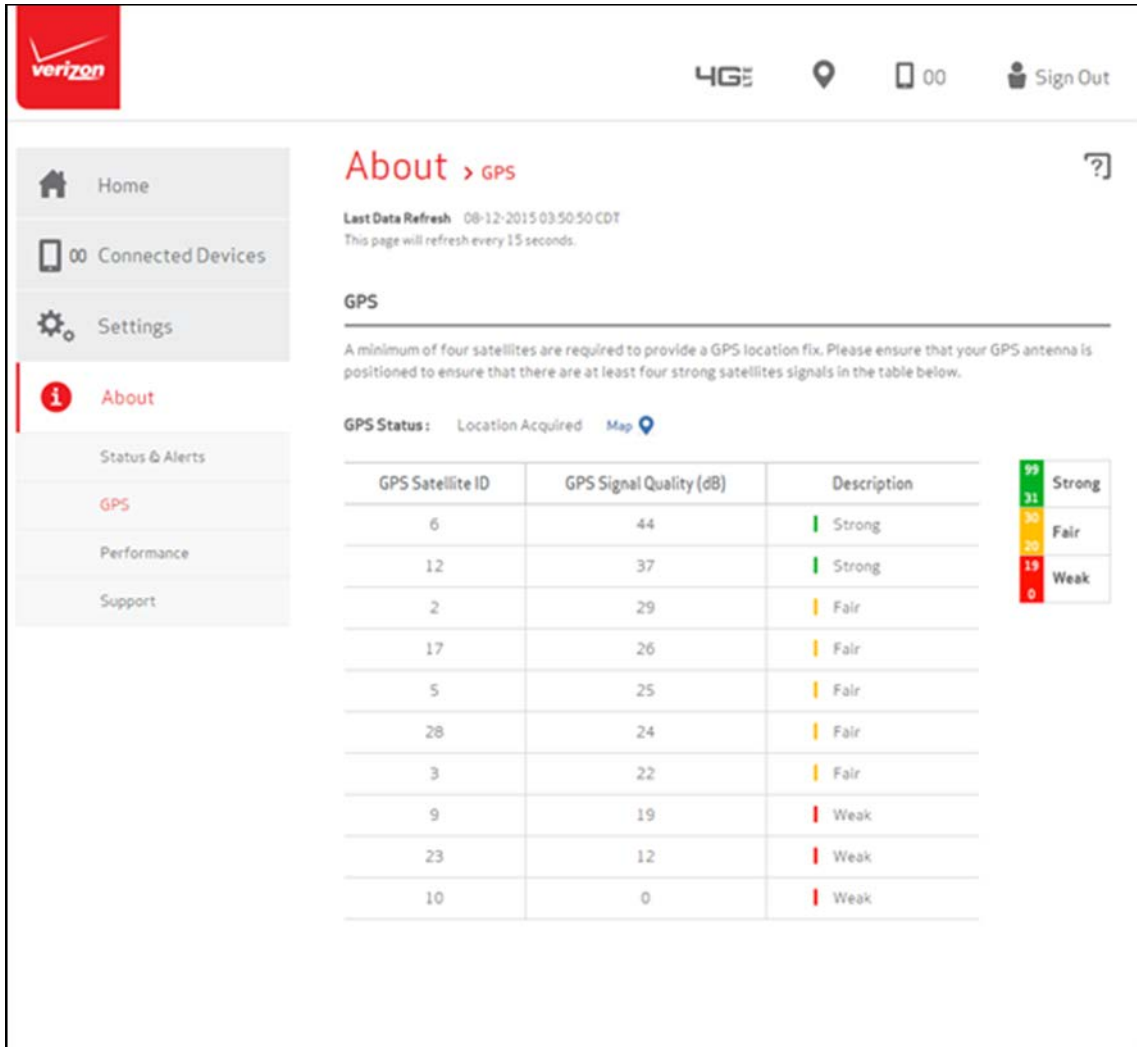 verizon
4G LTE
00
Sign Out
Home
00 Connected Devices
Settings
About
Status & Alerts
GPS
Performance
Support
About > GPS
?
Last Data Refresh 08-12-2015 03:50:50 CDT
This page will refresh every 15 seconds.
GPS
A minimum of four satellites are required to provide a GPS location fix. Please ensure that your GPS antenna is
positioned to ensure that there are at least four strong satellites signals in the table below.
GPS Status: Location Acquired Map
GPS Satellite ID GPS Signal Quality (dB) Description
6 44 Strong
12 37 Strong
2 29 Fair
17 26 Fair
5 25 Fair
28 24 Fair
3 22 Fair
9 19 Weak
23 12 Weak
10 0 Weak
99
Strong
31
30
Fair
20
19
Weak
0